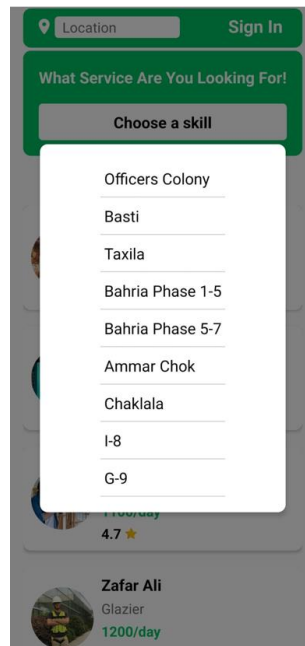 Location
Sign In
What Service Are You Looking For!
Choose a skill
Officers Colony
Basti
Taxila
Bahria Phase 1-5
Bahria Phase 5-7
Ammar Chok
Chaklala
I-8
G-9
1100/day
4.7
Zafar Ali
Glazier
1200/day